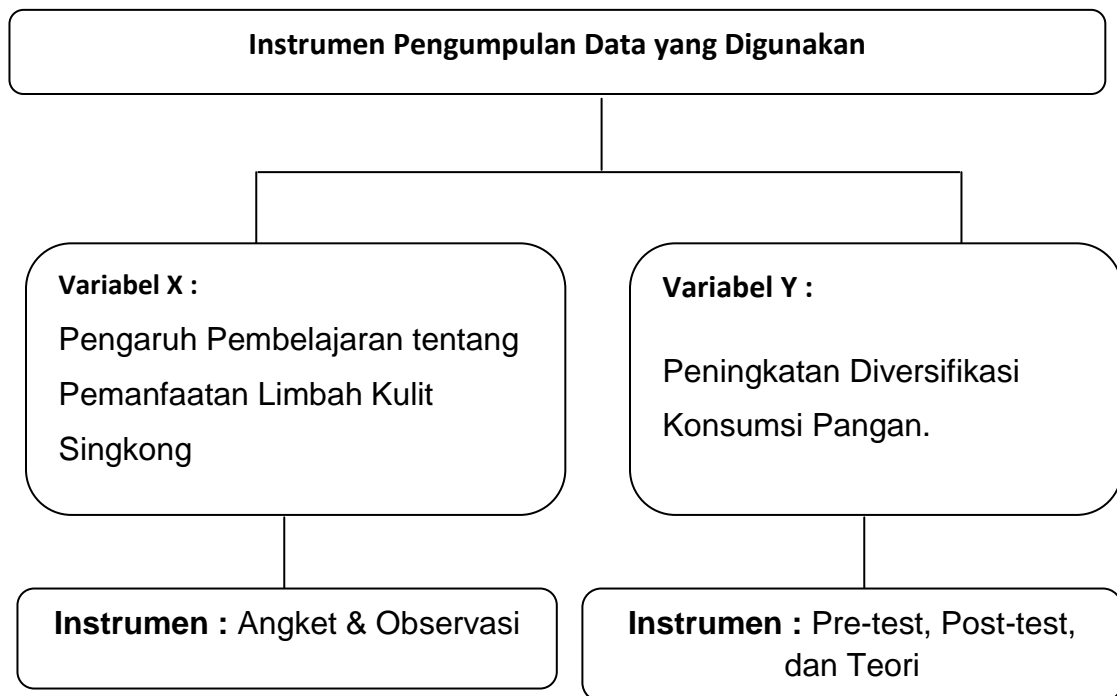 Instrumen Pengumpulan Data yang Digunakan
Variabel X :
Pengaruh Pembelajaran tentang
Pemanfaatan Limbah Kulit
Singkong
Variabel Y :
Peningkatan Diversifikasi
Konsumsi Pangan.
Instrumen : Angket & Observasi
Instrumen : Pre-test, Post-test,
dan Teori